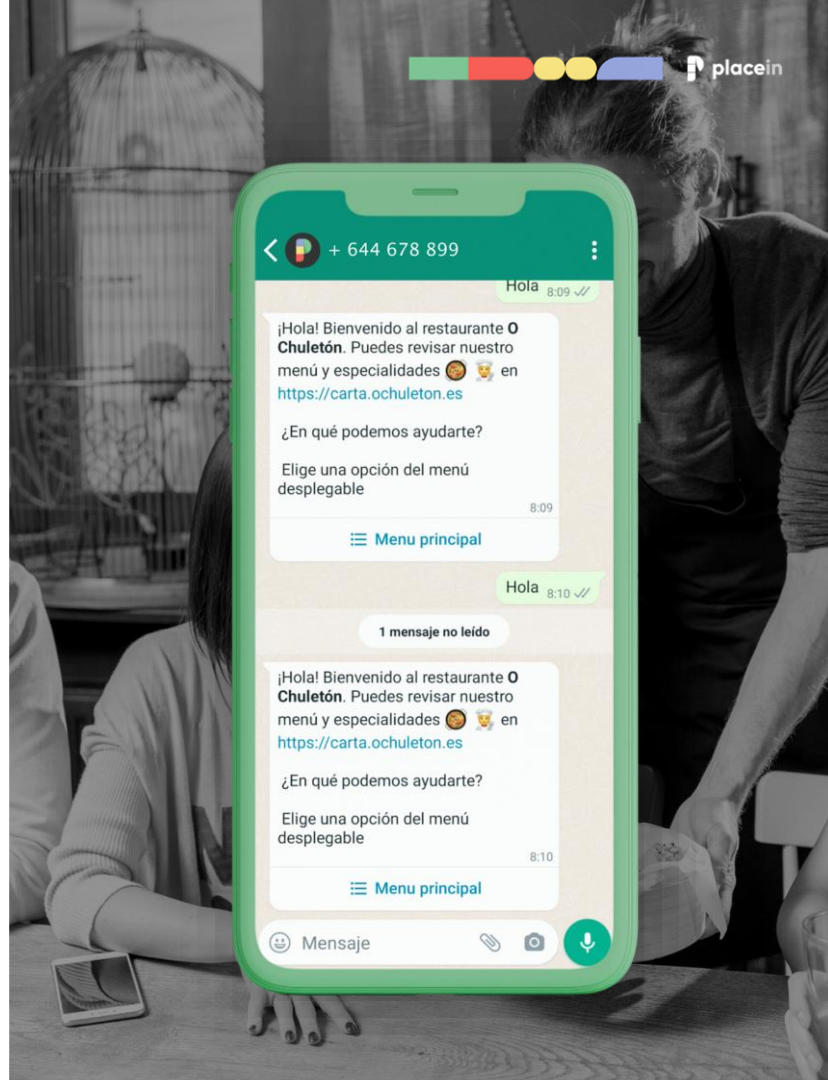 placein
+ 644 678 899
Hola 8:09
¡Hola! Bienvenido al restaurante O
Chuletón. Puedes revisar nuestro
menú y especialidades 🥘 👨‍🍳 en
https://carta.ochuleton.es
¿En qué podemos ayudarte?
Elige una opción del menú
desplegable
8:09
Menu principal
Hola 8:10
1 mensaje no leído
¡Hola! Bienvenido al restaurante O
Chuletón. Puedes revisar nuestro
menú y especialidades 🥘 👨‍🍳 en
https://carta.ochuleton.es
¿En qué podemos ayudarte?
Elige una opción del menú
desplegable
8:10
Menu principal
Mensaje